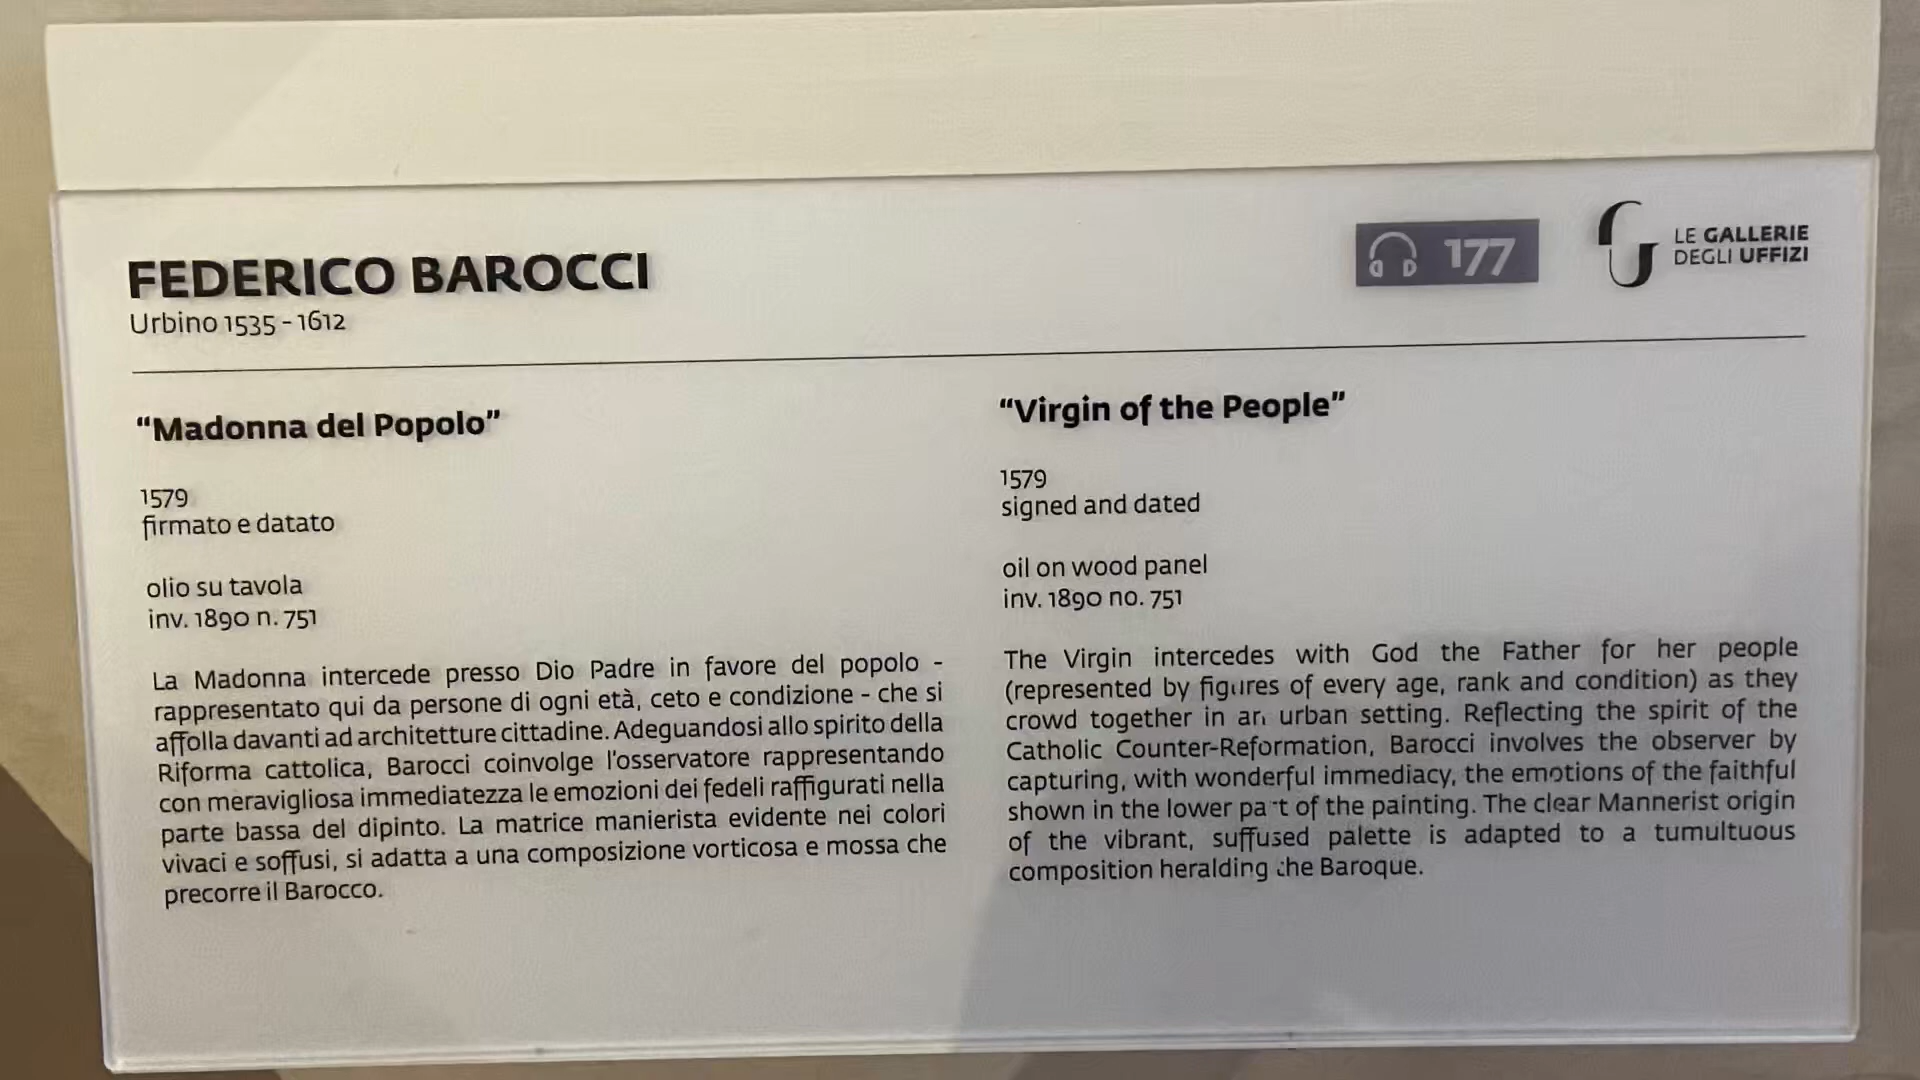 FEDERICO BAROCCI
Urbino 1535 - 1612
177
LE GALLERIE
DEGLI UFFIZI
“Madonna del Popolo”
1579
firmato e datato
olio su tavola
inv. 1890 n. 751
La Madonna intercede presso Dio Padre in favore del popolo -
rappresentato qui da persone di ogni età, ceto e condizione - che si
affolla davanti ad architetture cittadine. Adeguandosi allo spirito della
Riforma cattolica, Barocci coinvolge l’osservatore rappresentando
con meravigliosa immediatezza le emozioni dei fedeli raffigurati nella
parte bassa del dipinto. La matrice manierista evidente nei colori
vivaci e soffusi, si adatta a una composizione vorticosa e mossa che
precorre il Barocco.
“Virgin of the People”
1579
signed and dated
oil on wood panel
inv. 1890 no. 751
The Virgin intercedes with God the Father for her people
(represented by figures of every age, rank and condition) as they
crowd together in an urban setting. Reflecting the spirit of the
Catholic Counter-Reformation, Barocci involves the observer by
capturing, with wonderful immediacy, the emotions of the faithful
shown in the lower part of the painting. The clear Mannerist origin
of the vibrant, suffused palette is adapted to a tumultuous
composition heralding the Baroque.